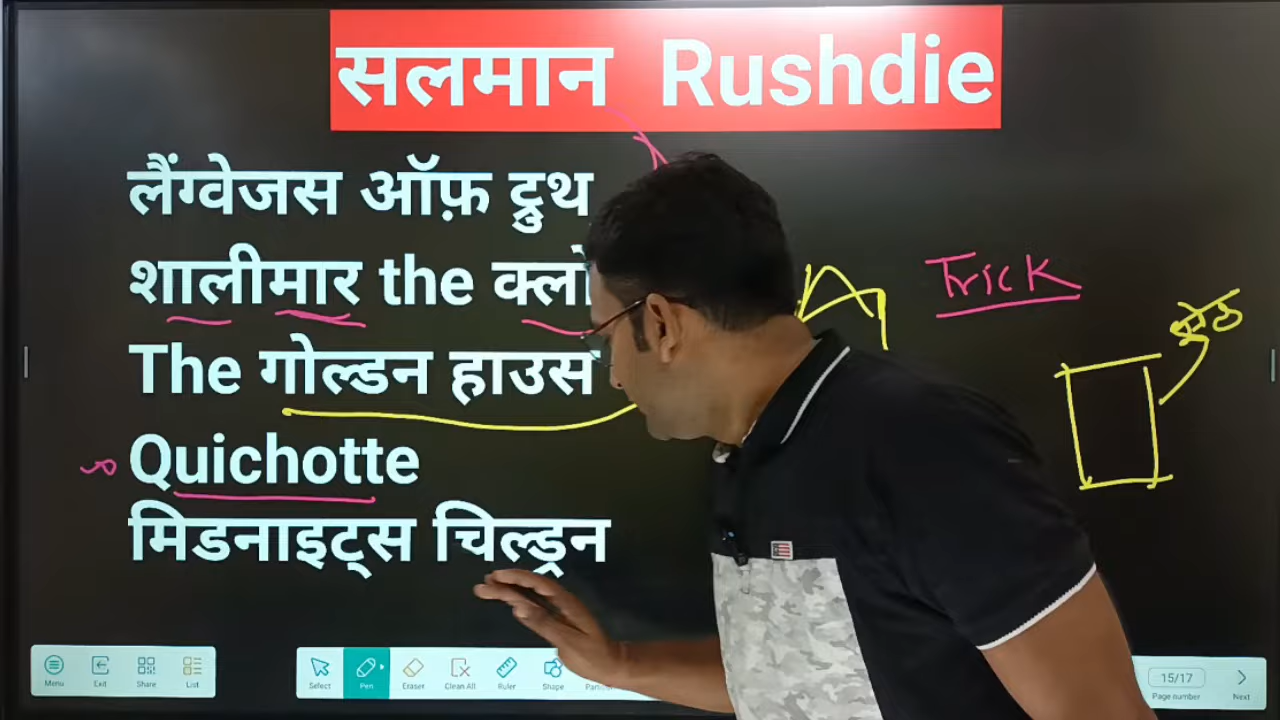 सलमान Rushdie
लैंग्वेजस ऑफ़ ट्रुथ
शालीमार the
The गोल्डन हाउस
Quichotte
मिडनाइट्स चिल्ड्रन
Trick
Menu
Exit
Share
List
Select
Pen
Eraser
Clean All
Ruler
Shape
15/17
Page number
Next